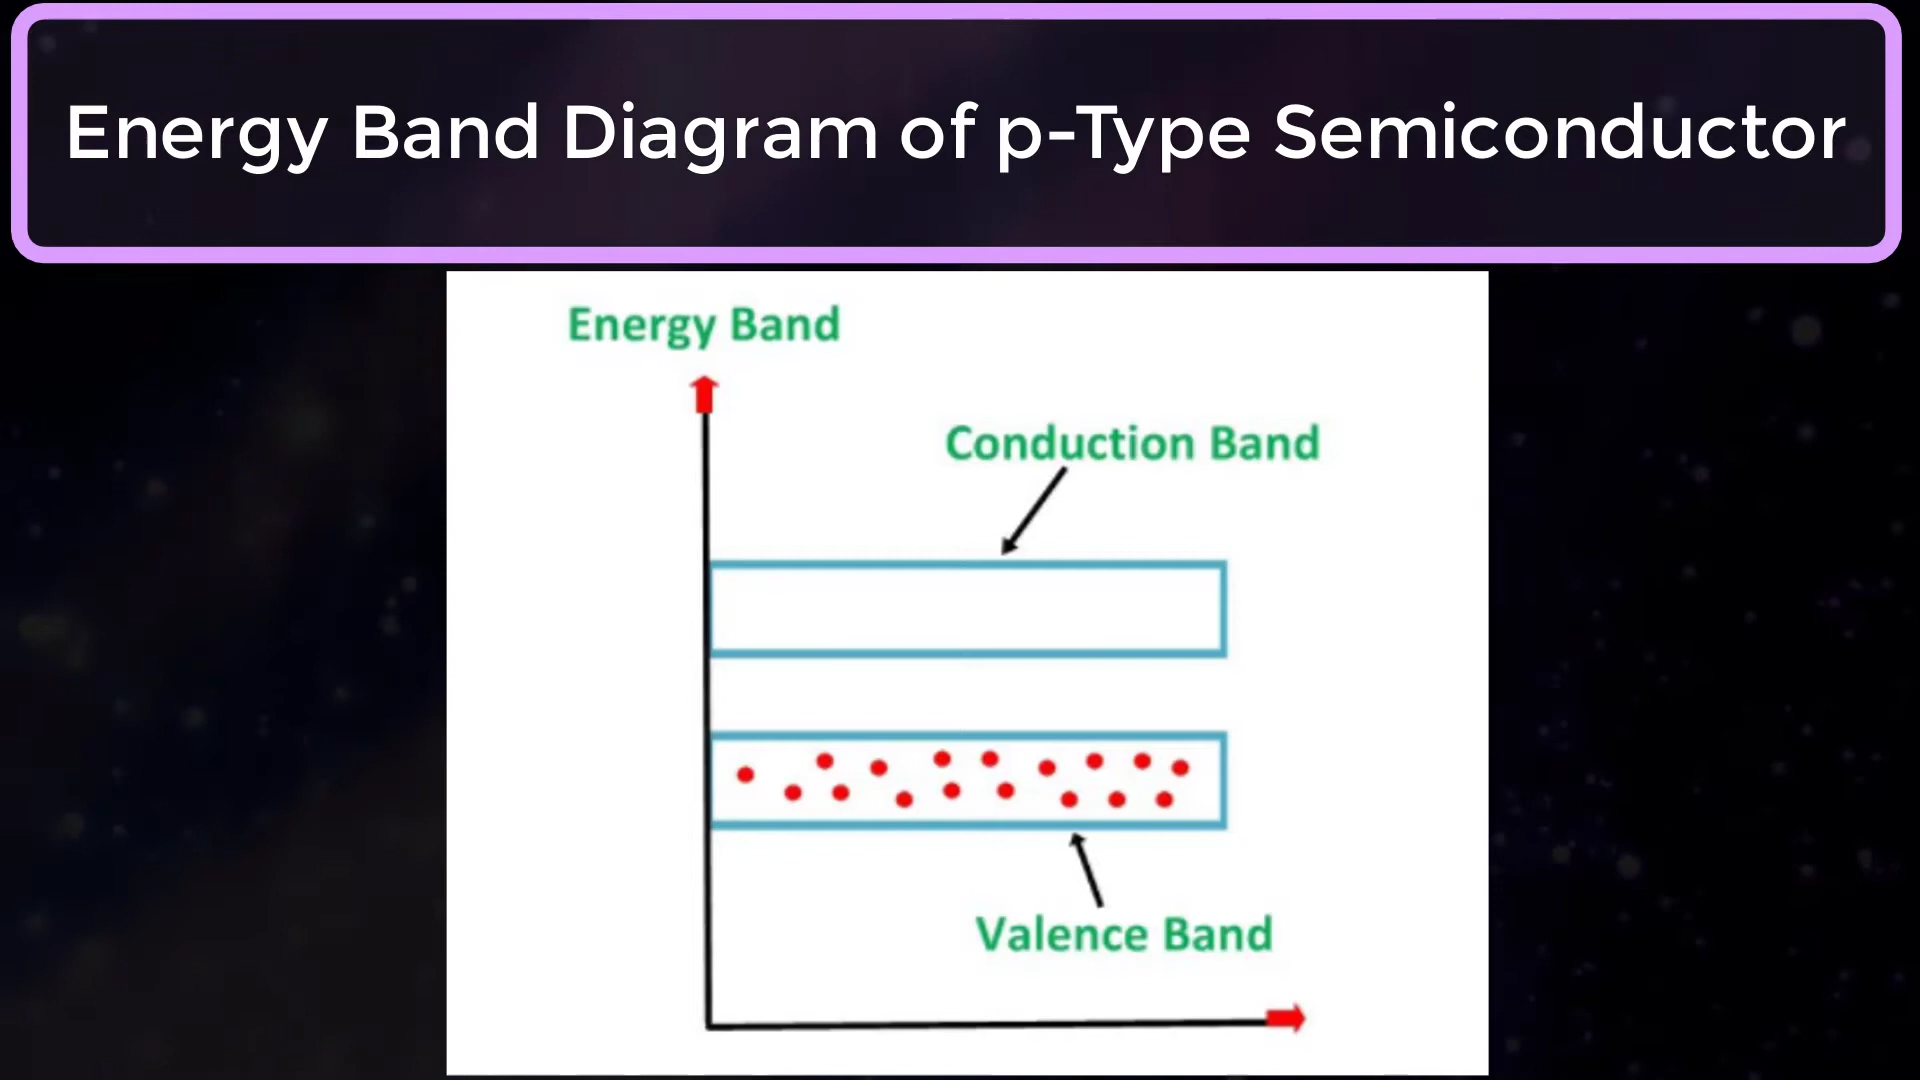 Energy Band Diagram of p-Type Semiconductor
Energy Band
Conduction Band
Valence Band